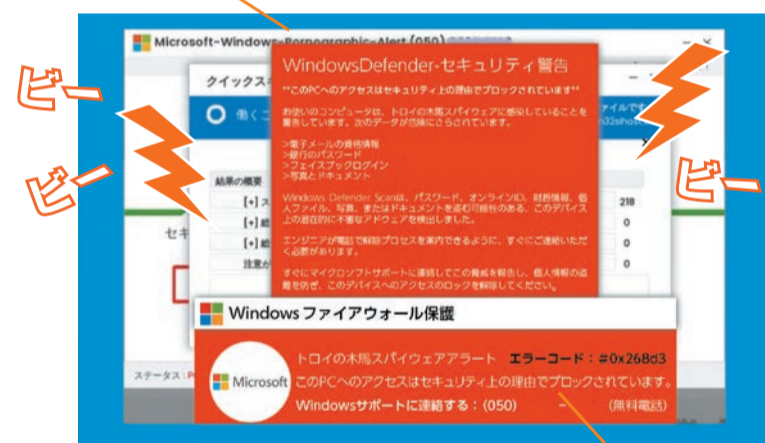 Microsoft-Windows-Pornographic-Alert (050)
ビー
ビー
ビー
WindowsDefender-セキュリティ警告
**このPCへのアクセスはセキュリティ上の理由でブロックされています**
お使いのコンピュータは、トロイの木馬スパイウェアに感染していることを
警告しています。次のデータが危険にさらされています。
>電子メールの資格情報
>銀行のパスワード
>フェイスブックログイン
>写真とドキュメント
Windows Defender Scanは、パスワード、オンラインID、財務情報、個
人ファイル、写真、またはドキュメントを盗む可能性のある、このデバイス
上の潜在的に不審なアドウェアを検出しました。
エンジニアが電話で解除プロセスを案内できるように、すぐにご連絡いただ
く必要があります。
すぐにマイクロソフトサポートに連絡してこの脅威を報告し、個人情報の盗
難を防ぎ、このデバイスへのアクセスのロックを解除してください。
クイックス
働くこ
結果の概要
[+] ス
218
[+] 総
0
[+] 総
0
注意が
0
セキ
ステータス：
Windows ファイアウォール保護
Microsoft
トロイの木馬スパイウェアアラート エラーコード：#0x268d3
このPCへのアクセスはセキュリティ上の理由でブロックされています。
Windowsサポートに連絡する：(050) - (無料電話)